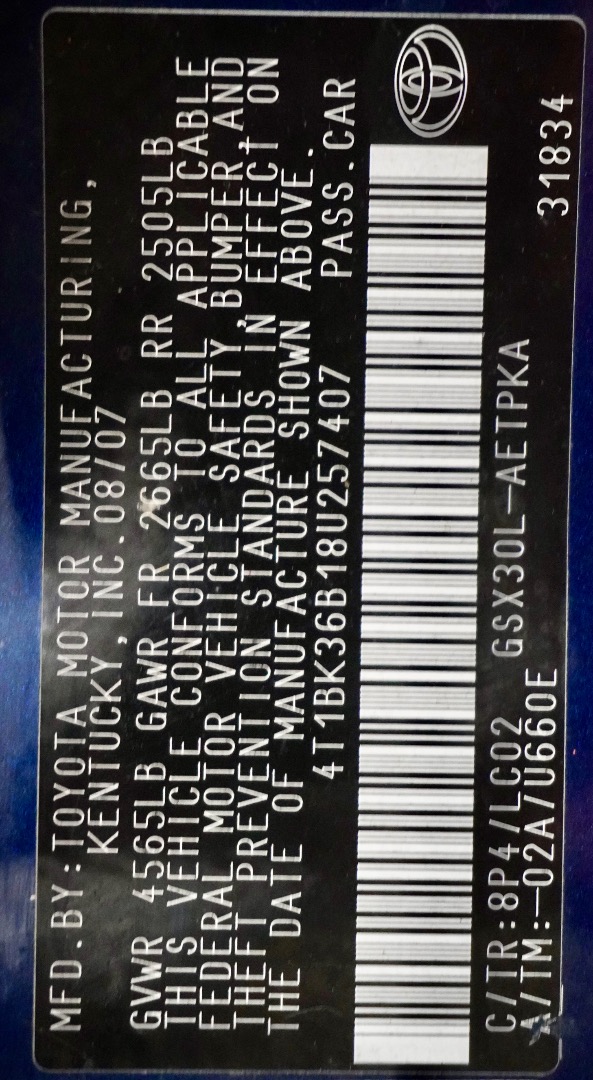 MFD.BY:TOYOTA MOTOR MANUFACTURING,
KENTUCKY,INC.08/07
GVWR 4565LB GAWR FR 2665LB RR 2505LB
THIS VEHICLE CONFORMS TO ALL APPLICABLE
FEDERAL MOTOR VEHICLE SAFETY,BUMPER,AND
THEFT PREVENTION STANDARDS IN EFFECT ON
THE DATE OF MANUFACTURE SHOWN ABOVE.
4T1BK36B18U257407 PASS.CAR
C/TR:8P4/LC02 GSX30L-AETPKA
A/TM:-02A/U660E 31834